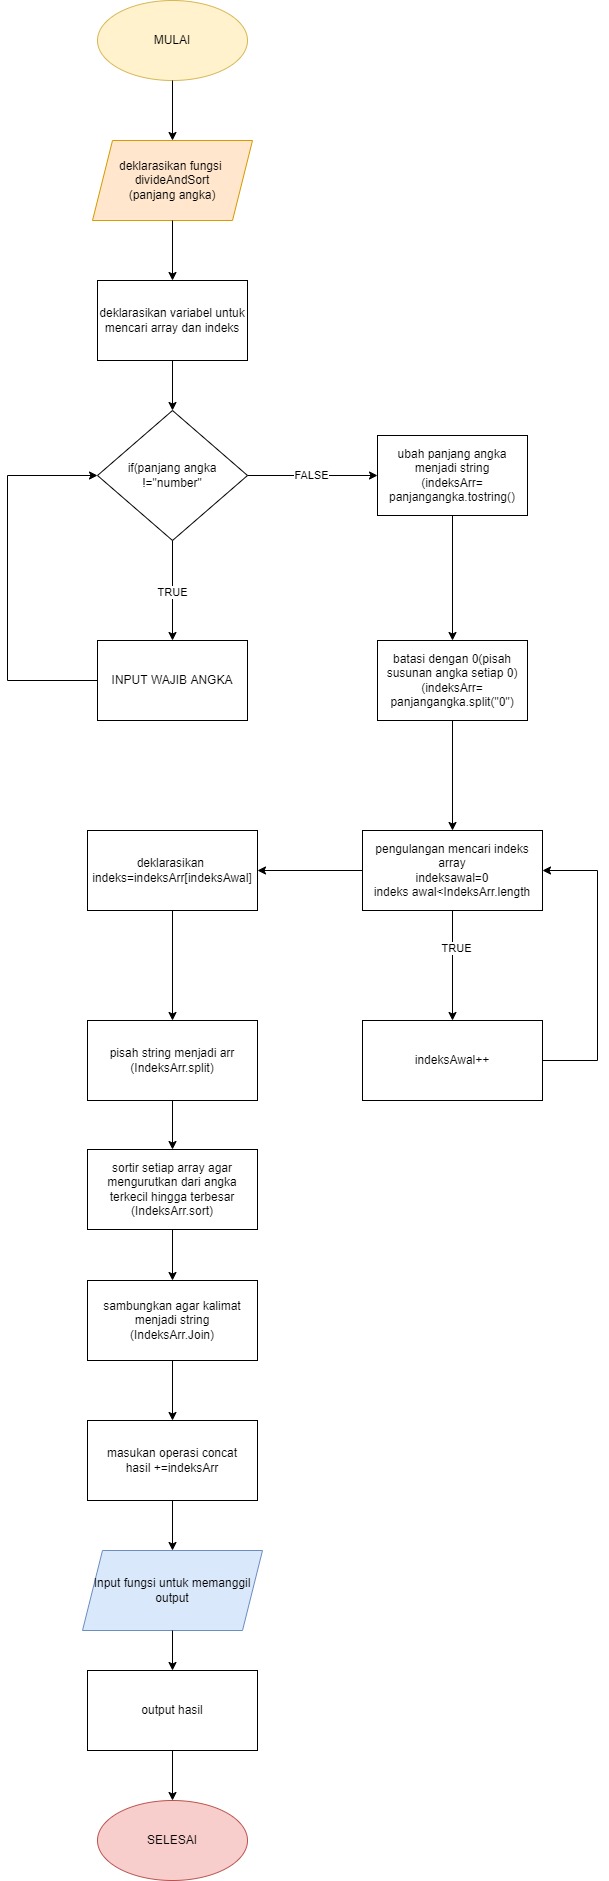 MULAI
deklarasikan fungsi
divideAndSort
(panjang angka)
deklarasikan variabel untuk
mencari array dan indeks
if(panjang angka
!="number"
FALSE
ubah panjang angka
menjadi string
(indeksArr=
panjangangka.tostring()
TRUE
INPUT WAJIB ANGKA
batasi dengan 0(pisah
susunan angka setiap 0)
(indeksArr=
panjangangka.split("0")
pengulangan mencari indeks
array
indeksawal=0
indeks awal<IndeksArr.length
deklarasikan
indeks=indeksArr[indeksAwal]
TRUE
indeksAwal++
pisah string menjadi arr
(IndeksArr.split)
sortir setiap array agar
mengurutkan dari angka
terkecil hingga terbesar
(IndeksArr.sort)
sambungkan agar kalimat
menjadi string
(IndeksArr.Join)
masukan operasi concat
hasil +=indeksArr
Input fungsi untuk memanggil
output
output hasil
SELESAI